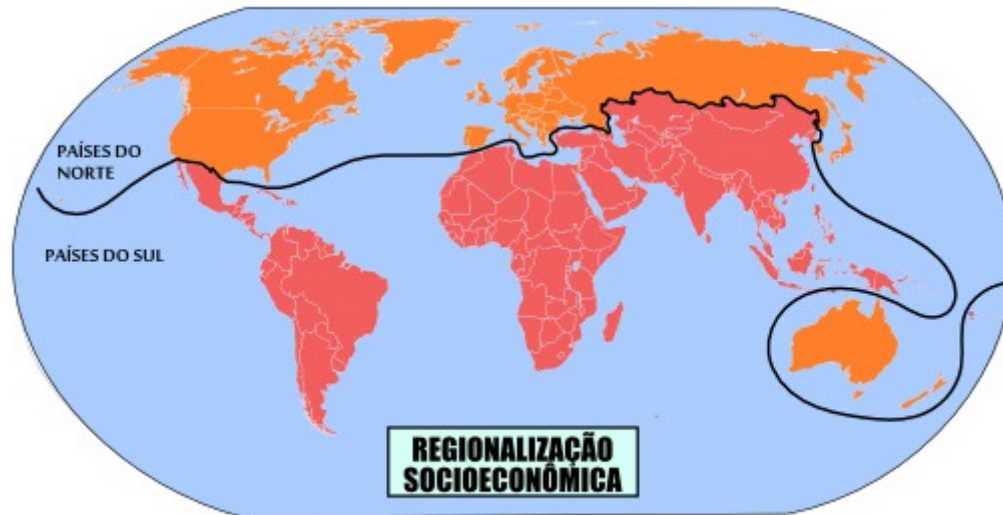 PAÍSES DO
NORTE
PAÍSES DO SUL
REGIONALIZAÇÃO
SOCIOECONÔMICA